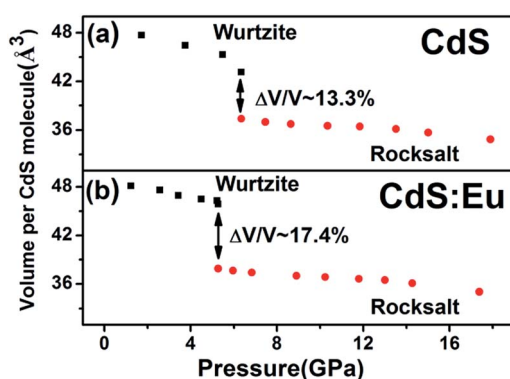 Volume per CdS molecule(Å³)
(a)
Wurtzite
CdS
48
42
36
ΔV/V~13.3%
Rocksalt
(b)
Wurtzite
CdS:Eu
48
42
36
ΔV/V~17.4%
Rocksalt
0 4 8 12 16
Pressure(GPa)